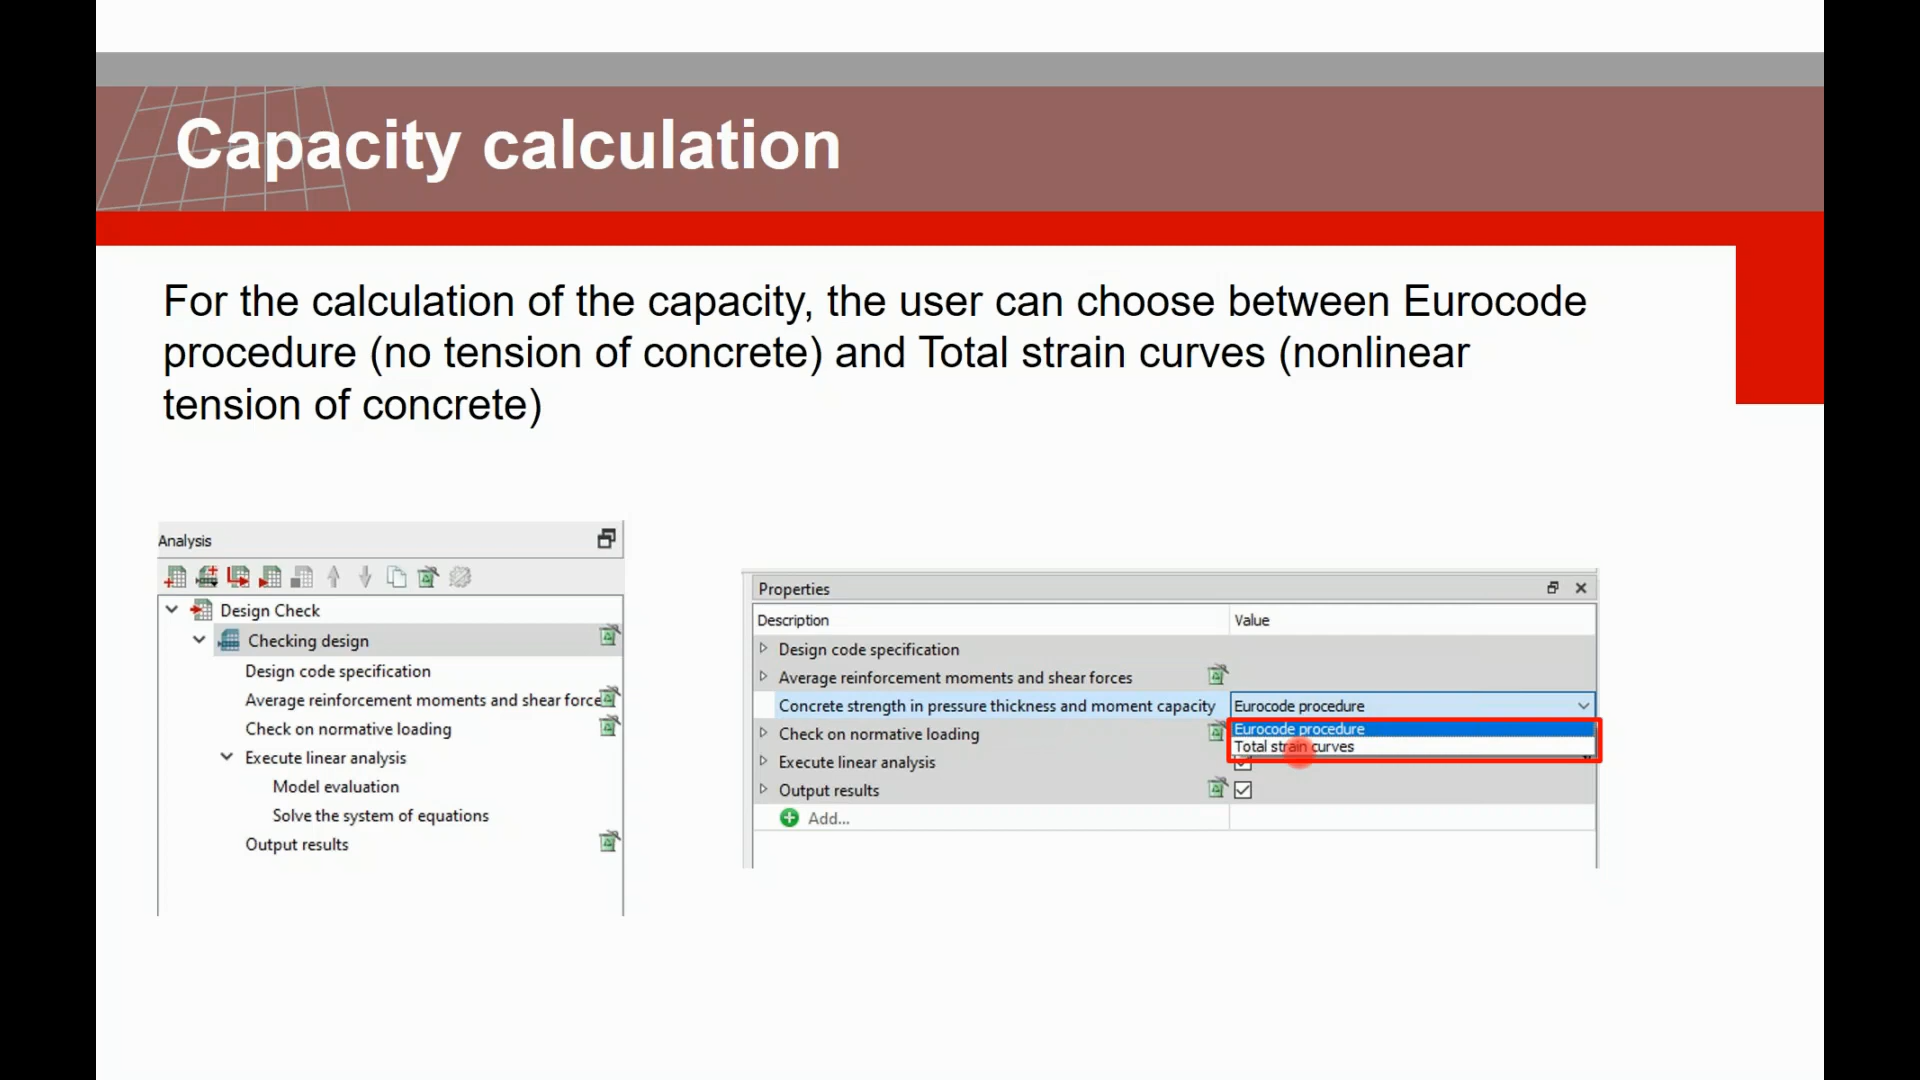 Capacity calculation
For the calculation of the capacity, the user can choose between Eurocode
procedure (no tension of concrete) and Total strain curves (nonlinear
tension of concrete)
Analysis
Design Check
Checking design
Design code specification
Average reinforcement moments and shear force
Check on normative loading
Execute linear analysis
Model evaluation
Solve the system of equations
Output results
Properties
Description Value
Design code specification
Average reinforcement moments and shear forces
Concrete strength in pressure thickness and moment capacity Eurocode procedure
Eurocode procedure
Check on normative loading
Total strain curves
Execute linear analysis
Output results
Add...